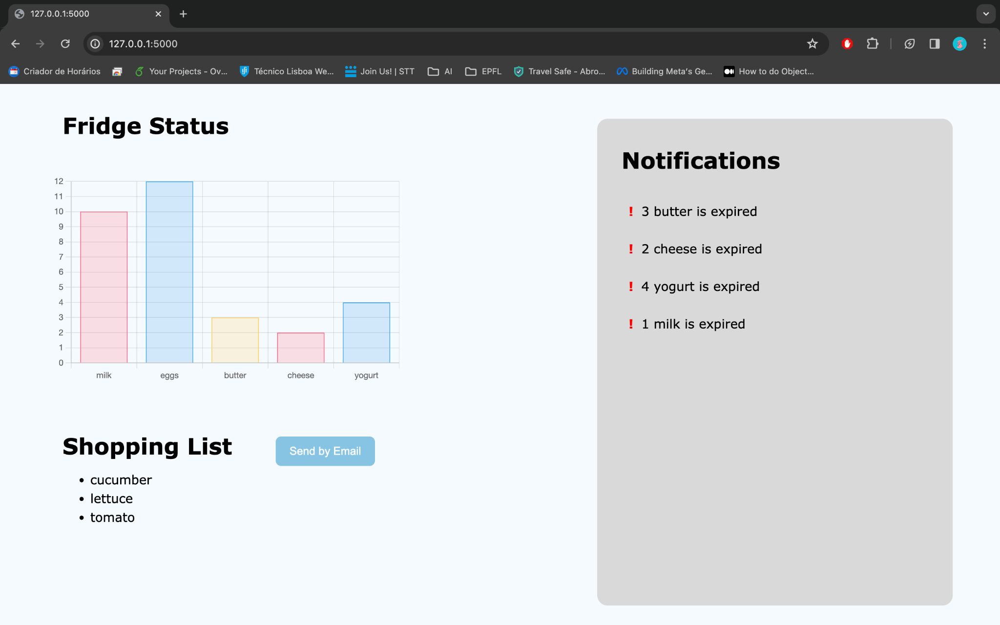 127.0.0.1:5000
127.0.0.1:5000
Criador de Horários
Your Projects - Ov...
Técnico Lisboa We...
Join Us! | STT
AI
EPFL
Travel Safe - Abro...
Building Meta's Ge...
How to do Object...
Fridge Status
12
11
10
9
8
7
6
5
4
3
2
1
0
milk
eggs
butter
cheese
yogurt
Shopping List
Send by Email
• cucumber
• lettuce
• tomato
Notifications
! 3 butter is expired
! 2 cheese is expired
! 4 yogurt is expired
! 1 milk is expired